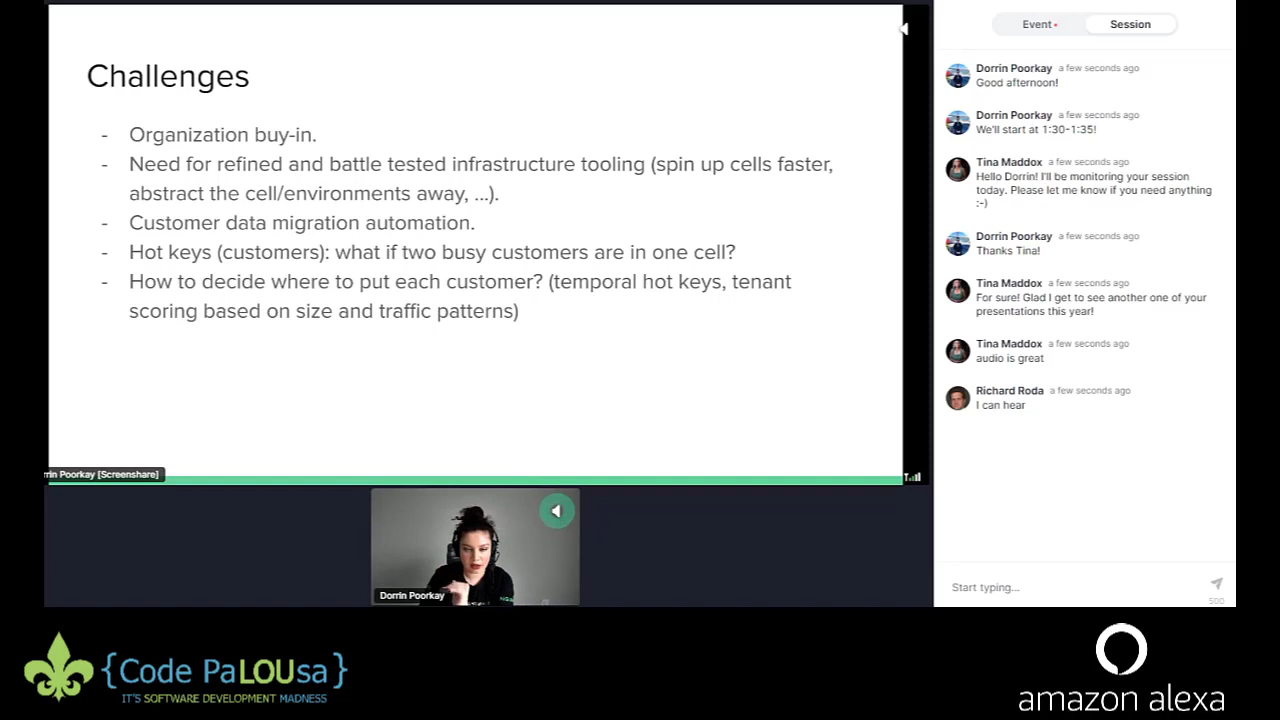 Challenges
- Organization buy-in.
- Need for refined and battle tested infrastructure tooling (spin up cells faster,
abstract the cell/environments away, ...).
- Customer data migration automation.
- Hot keys (customers): what if two busy customers are in one cell?
- How to decide where to put each customer? (temporal hot keys, tenant
scoring based on size and traffic patterns)
rrin Poorkay [Screenshare]
Dorrin Poorkay
Event
Session
Dorrin Poorkay a few seconds ago
Good afternoon!
Dorrin Poorkay a few seconds ago
We'll start at 1:30-1:35!
Tina Maddox a few seconds ago
Hello Dorrin! I'll be monitoring your session
today. Please let me know if you need anything
:-)
Dorrin Poorkay a few seconds ago
Thanks Tina!
Tina Maddox a few seconds ago
For sure! Glad I get to see another one of your
presentations this year!
Tina Maddox a few seconds ago
audio is great
Richard Roda a few seconds ago
I can hear
Start typing...
500
{Code PaLOUsa}
IT'S SOFTWARE DEVELOPMENT MADNESS
amazon alexa